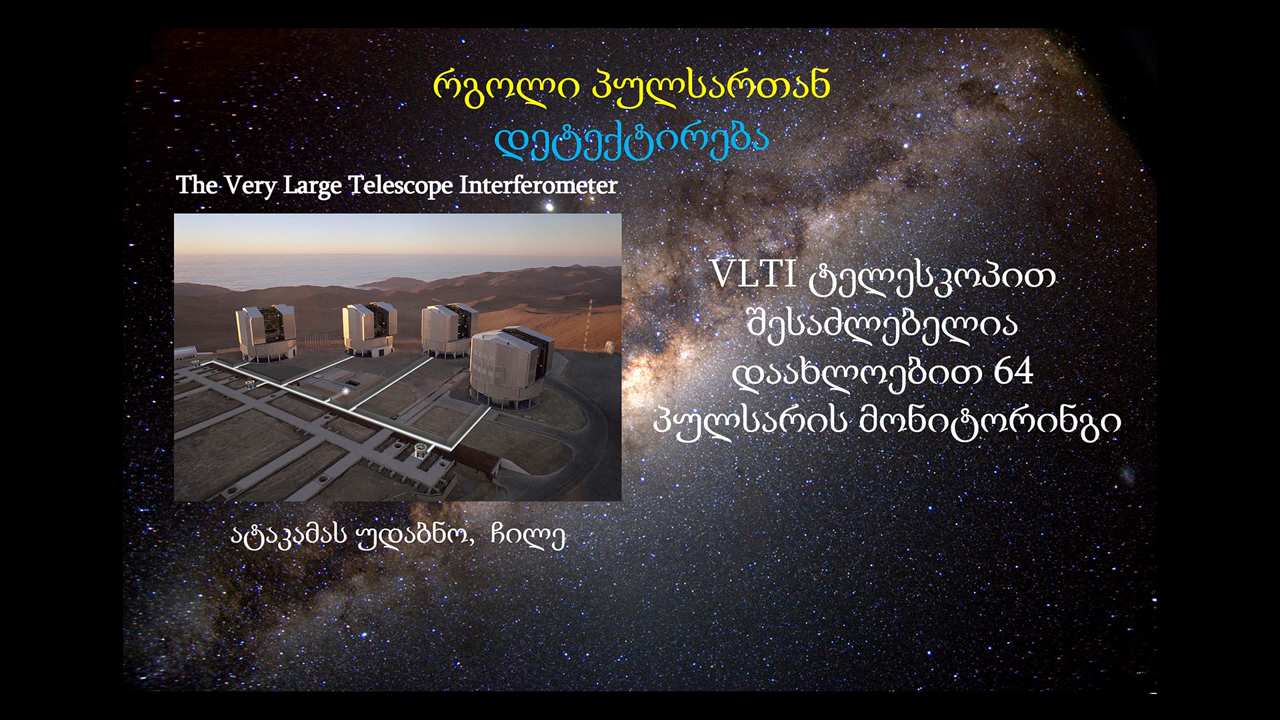 რგოლი პულსართან
დეტექტირება
The Very Large Telescope Interferometer
VLTI ტელესკოპით
შესაძლებელია
დაახლოებით 64
პულსარის მონიტორინგი
ატაკამას უდაბნო, ჩილე